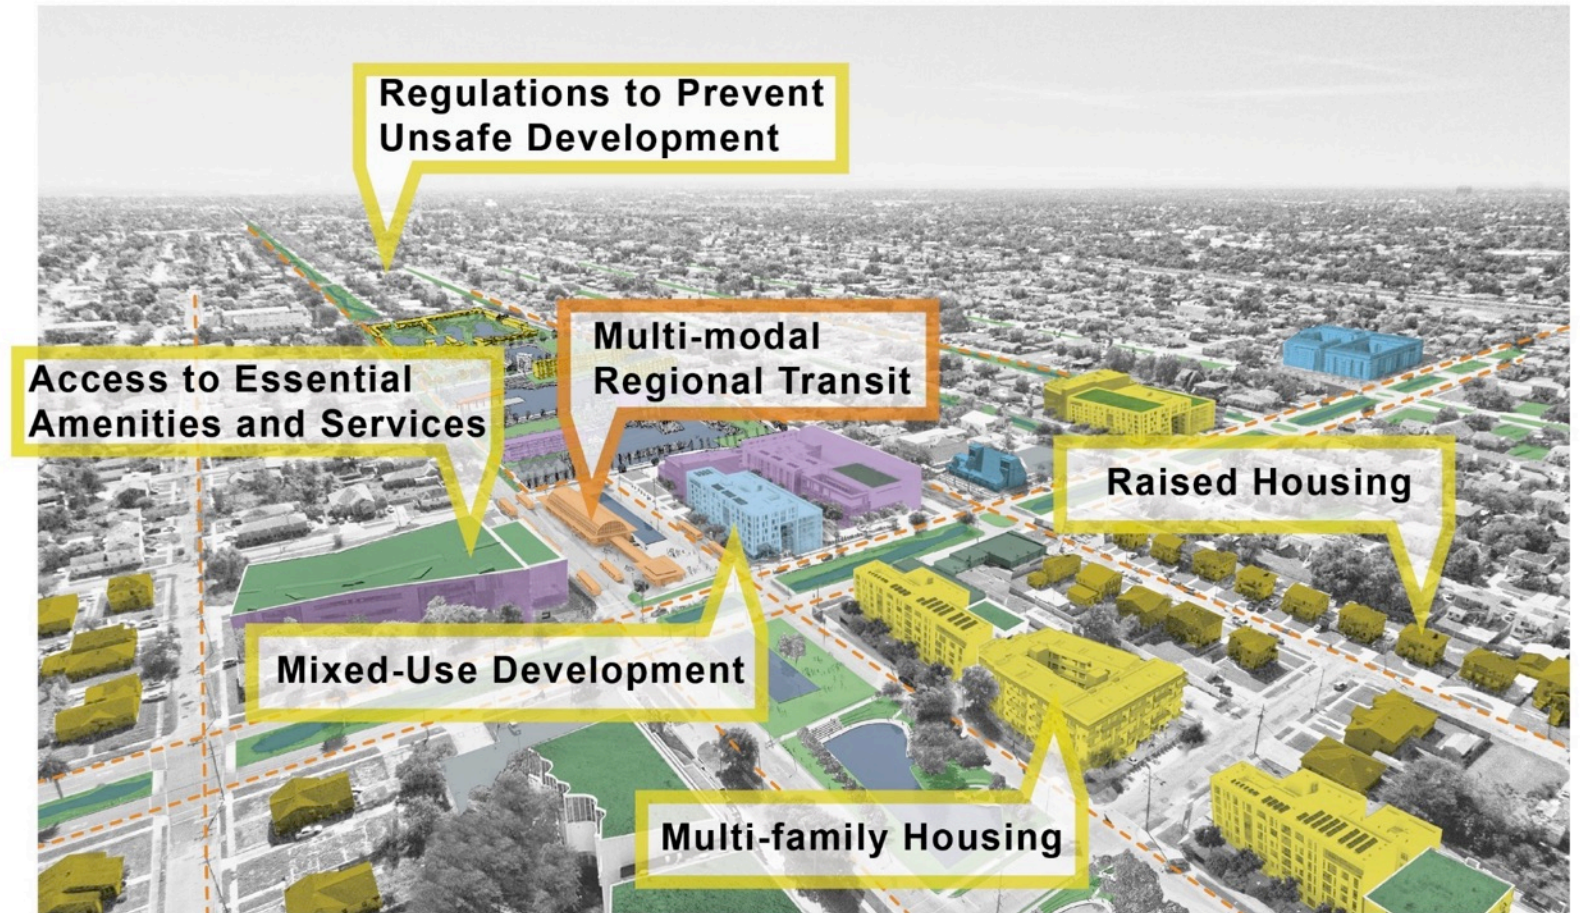 Regulations to Prevent
Unsafe Development
Multi-modal
Regional Transit
Access to Essential
Amenities and Services
Raised Housing
Mixed-Use Development
Multi-family Housing